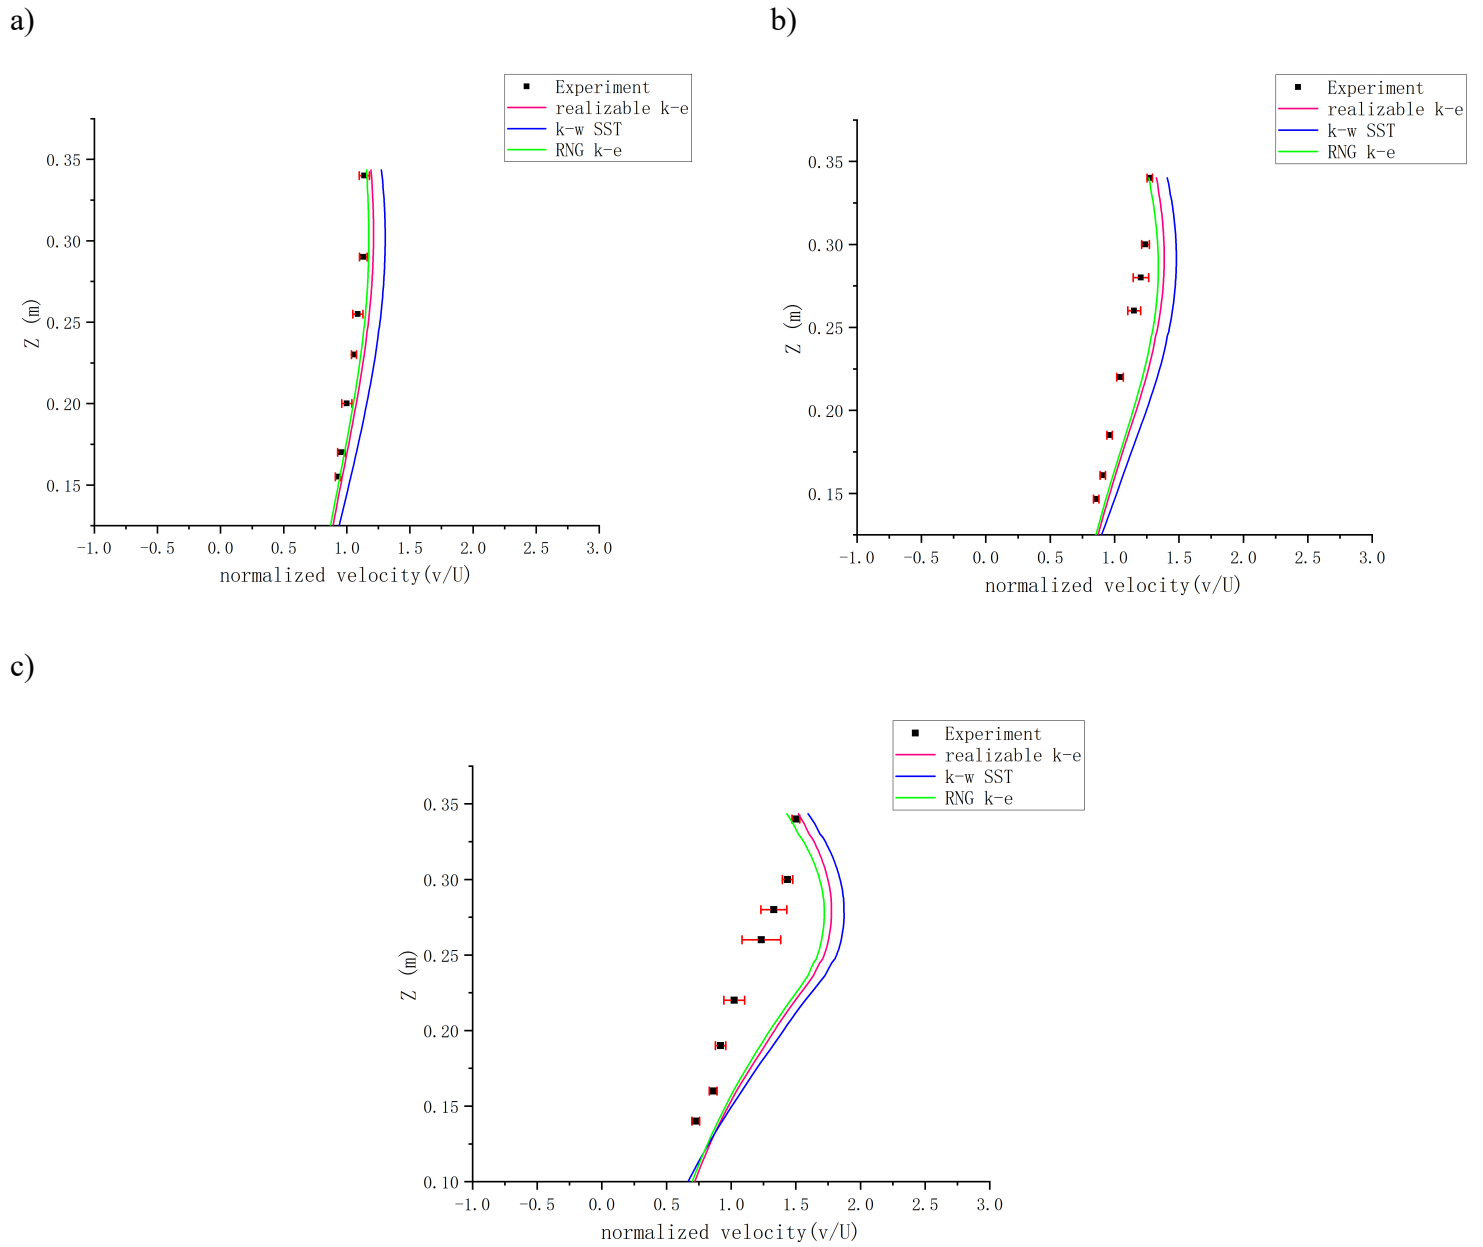 a)
Experiment
realizable k-e
k-w SST
RNG k-e
0.35
0.30
0.25
0.20
0.15
Z (m)
-1.0 -0.5 0.0 0.5 1.0 1.5 2.0 2.5 3.0
normalized velocity(v/U)
b)
Experiment
realizable k-e
k-w SST
RNG k-e
0.35
0.30
0.25
0.20
0.15
Z (m)
-1.0 -0.5 0.0 0.5 1.0 1.5 2.0 2.5 3.0
normalized velocity(v/U)
c)
Experiment
realizable k-e
k-w SST
RNG k-e
0.35
0.30
0.25
0.20
0.15
0.10
Z (m)
-1.0 -0.5 0.0 0.5 1.0 1.5 2.0 2.5 3.0
normalized velocity(v/U)